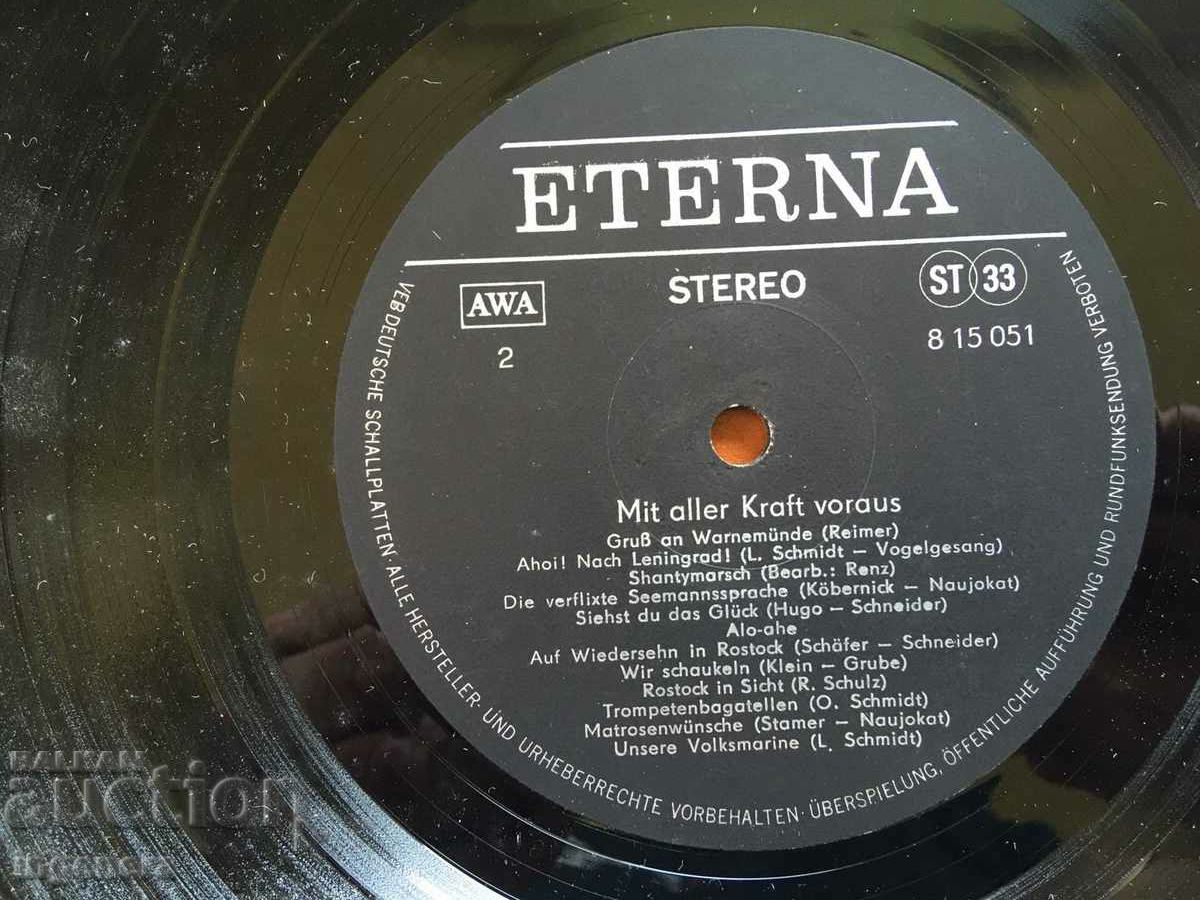 ETERNA
AWA
STEREO
ST 33
2
8 15 051
Mit aller Kraft voraus
Gruß an Warnemünde (Reimer)
Ahoi! Nach Leningrad! (L. Schmidt – Vogelgesang)
Shantymarsch (Bearb.: Renz)
Die verflixte Seemannssprache (Köbernick – Naujokat)
Siehst du das Glück (Hugo – Schneider)
Alo-ahe
Auf Wiedersehn in Rostock (Schäfer – Schneider)
Wir schaukeln (Klein – Grube)
Rostock in Sicht (R. Schulz)
Trompetenbagatellen (O. Schmidt)
Matrosenwünsche (Stamer – Naujokat)
Unsere Volksmarine (L. Schmidt)
VEB DEUTSCHE SCHALLPLATTEN · ALLE HERSTELLER- UND URHEBERRECHTE VORBEHALTEN · ÜBERSPIELUNG, ÖFFENTLICHE AUFFÜHRUNG UND RUNDFUNKSENDUNG VERBOTEN
BALKAN
auction